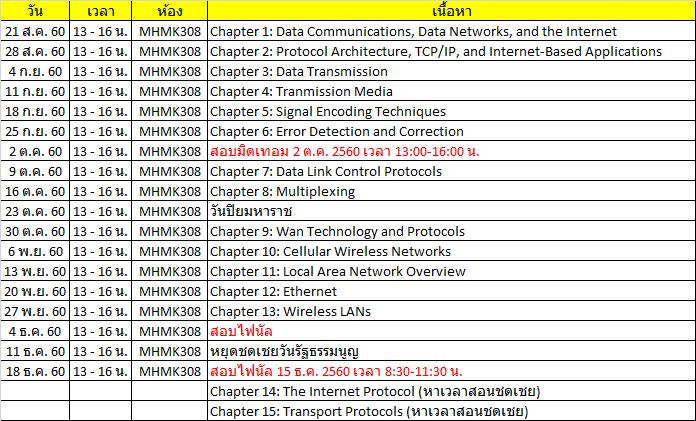 วัน เวลา ห้อง เนื้อหา
21 ส.ค. 60 13 - 16 น. MHMK308 Chapter 1: Data Communications, Data Networks, and the Internet
28 ส.ค. 60 13 - 16 น. MHMK308 Chapter 2: Protocol Architecture, TCP/IP, and Internet-Based Applications
4 ก.ย. 60 13 - 16 น. MHMK308 Chapter 3: Data Transmission
11 ก.ย. 60 13 - 16 น. MHMK308 Chapter 4: Tranmission Media
18 ก.ย. 60 13 - 16 น. MHMK308 Chapter 5: Signal Encoding Techniques
25 ก.ย. 60 13 - 16 น. MHMK308 Chapter 6: Error Detection and Correction
2 ต.ค. 60 13 - 16 น. MHMK308 สอบมิดเทอม 2 ต.ค. 2560 เวลา 13:00-16:00 น.
9 ต.ค. 60 13 - 16 น. MHMK308 Chapter 7: Data Link Control Protocols
16 ต.ค. 60 13 - 16 น. MHMK308 Chapter 8: Multiplexing
23 ต.ค. 60 13 - 16 น. MHMK308 วันปิยมหาราช
30 ต.ค. 60 13 - 16 น. MHMK308 Chapter 9: Wan Technology and Protocols
6 พ.ย. 60 13 - 16 น. MHMK308 Chapter 10: Cellular Wireless Networks
13 พ.ย. 60 13 - 16 น. MHMK308 Chapter 11: Local Area Network Overview
20 พ.ย. 60 13 - 16 น. MHMK308 Chapter 12: Ethernet
27 พ.ย. 60 13 - 16 น. MHMK308 Chapter 13: Wireless LANs
4 ธ.ค. 60 13 - 16 น. MHMK308 สอบไฟนัล
11 ธ.ค. 60 13 - 16 น. MHMK308 หยุดชดเชยวันรัฐธรรมนูญ
18 ธ.ค. 60 13 - 16 น. MHMK308 สอบไฟนัล 15 ธ.ค. 2560 เวลา 8:30-11:30 น.
Chapter 14: The Internet Protocol (หาเวลาสอนชดเชย)
Chapter 15: Transport Protocols (หาเวลาสอนชดเชย)